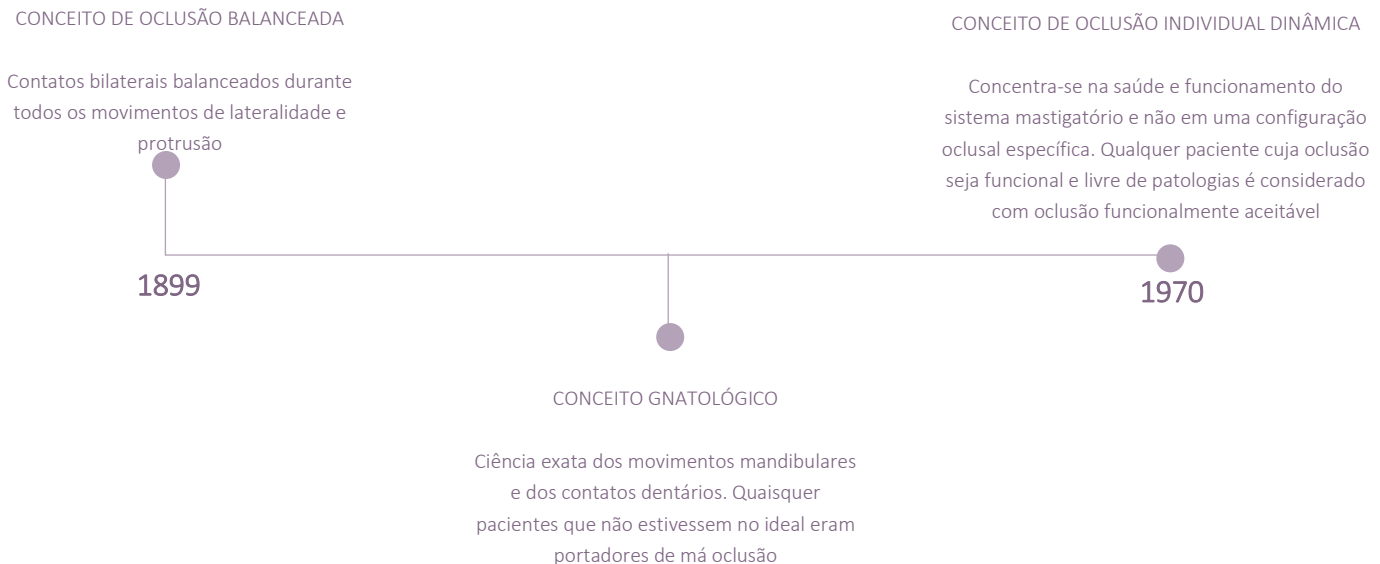 CONCEITO DE OCLUSÃO BALANCEADA
Contatos bilaterais balanceados durante
todos os movimentos de lateralidade e
protrusão
1899
CONCEITO GNATOLÓGICO
Ciência exata dos movimentos mandibulares
e dos contatos dentários. Quaisquer
pacientes que não estivessem no ideal eram
portadores de má oclusão
CONCEITO DE OCLUSÃO INDIVIDUAL DINÂMICA
Concentra-se na saúde e funcionamento do
sistema mastigatório e não em uma configuração
oclusal específica. Qualquer paciente cuja oclusão
seja funcional e livre de patologias é considerado
com oclusão funcionalmente aceitável
1970